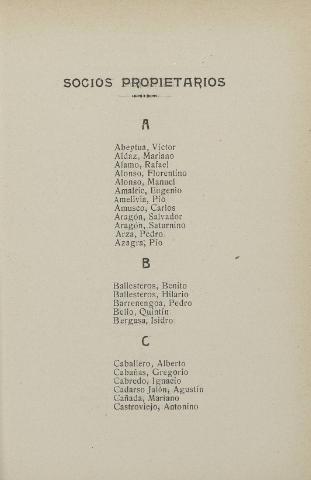 SOCIOS PROPIETARIOS
A
Abeytua, Víctor
Aldaz, Mariano
Alamo, Rafael
Alonso, Florentino
Alonso, Manuel
Amalric, Eugenio
Amelivia, Pío
Amusco, Carlos
Aragón, Salvador
Aragón, Saturnino
Arza, Pedro
Azagra, Pío
B
Ballesteros, Benito
Ballesteros, Hilario
Barrenengoa, Pedro
Bello, Quintín
Bergasa, Isidro
C
Caballero, Alberto
Cabañas, Gregorio
Cabredo, Ignacio
Cadarso Jalón, Agustín
Cañada, Mariano
Castroviejo, Antonino